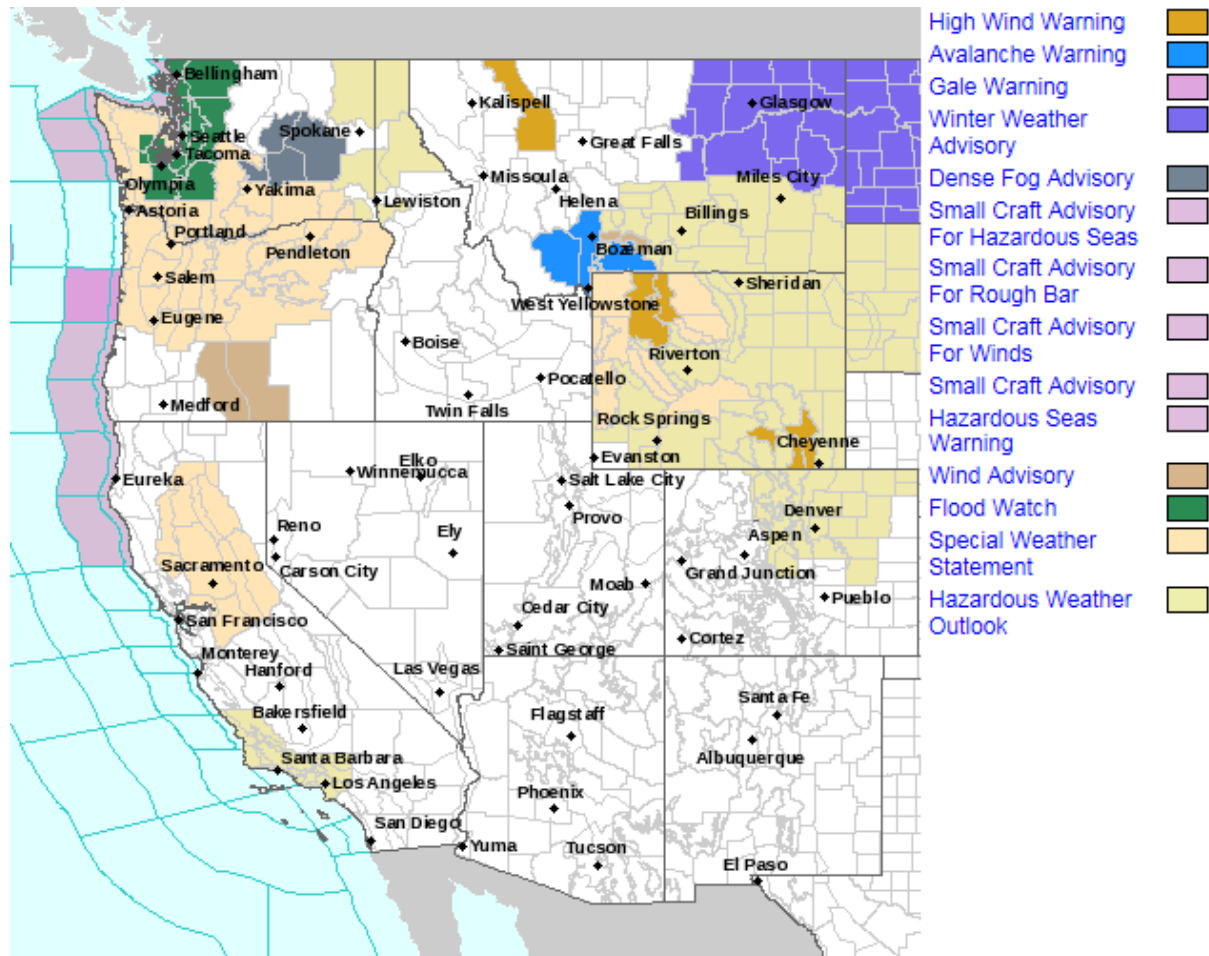 High Wind Warning
Avalanche Warning
Gale Warning
Winter Weather
Advisory
Dense Fog Advisory
Small Craft Advisory
For Hazardous Seas
Small Craft Advisory
For Rough Bar
Small Craft Advisory
For Winds
Small Craft Advisory
Hazardous Seas
Warning
Wind Advisory
Flood Watch
Special Weather
Statement
Hazardous Weather
Outlook
Bellingham
Kalispell
Glasgow
Seattle
Spokane
Great Falls
Tacoma
Olympia
Yakima
Missoula
Miles City
Lewiston
Helena
Astoria
Billings
Portland
Pendleton
Bozeman
Salem
West Yellowstone
Sheridan
Eugene
Boise
Riverton
Pocatello
Medford
Twin Falls
Rock Springs
Cheyenne
Eureka
Elko
Winnemucca
Evanston
Salt Lake City
Provo
Denver
Reno
Ely
Aspen
Sacramento
Carson City
Grand Junction
Moab
Pueblo
Cedar City
San Francisco
Cortez
Saint George
Monterey
Hanford
Las Vegas
Santa Fe
Bakersfield
Flagstaff
Albuquerque
Santa Barbara
Los Angeles
Phoenix
San Diego
Yuma
Tucson
El Paso